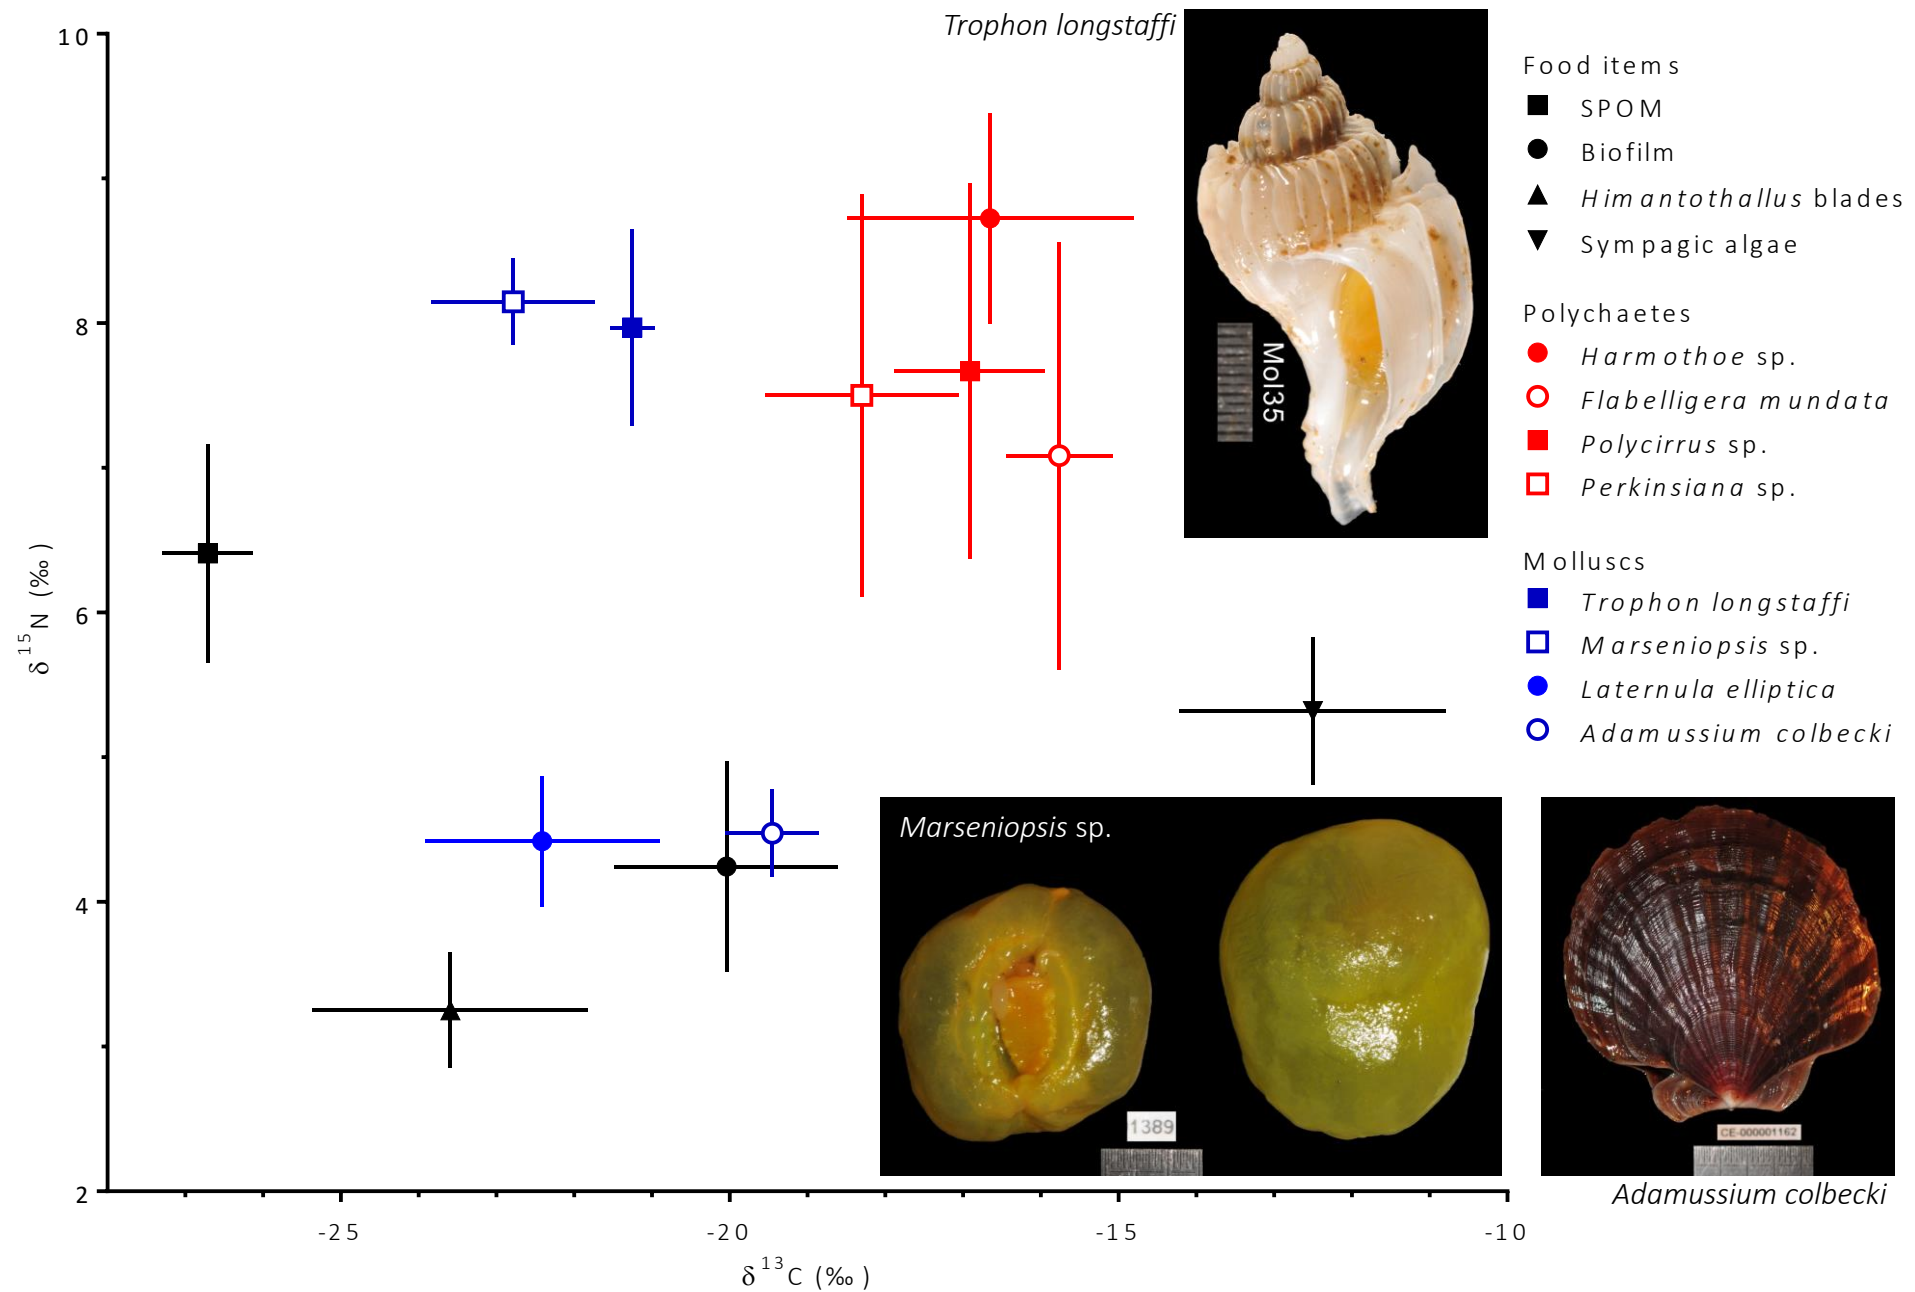 Trophon longstaffi
10
8
6
4
2
δ15N (‰)
-25
-20
-15
-10
δ13C (‰)
Mol35
Food items
SPOM
Biofilm
Himantothallus blades
Sympagic algae
Polychaetes
Harmothoe sp.
Flabelligera mundata
Polycirrus sp.
Perkinsiana sp.
Molluscs
Trophon longstaffi
Marseniopsis sp.
Laternula elliptica
Adamussium colbecki
Marseniopsis sp.
1389
CE-000001162
Adamussium colbecki